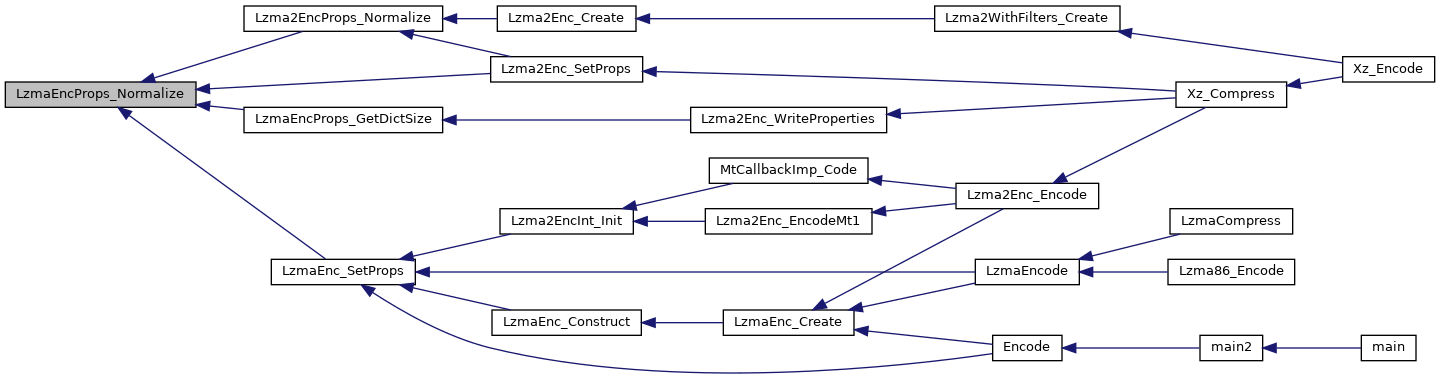 Lzma2EncProps_Normalize
Lzma2Enc_Create
Lzma2WithFilters_Create
Lzma2Enc_SetProps
Xz_Encode
LzmaEncProps_Normalize
Xz_Compress
LzmaEncProps_GetDictSize
Lzma2Enc_WriteProperties
MtCallbackImp_Code
Lzma2Enc_Encode
Lzma2EncInt_Init
Lzma2Enc_EncodeMt1
LzmaCompress
LzmaEnc_SetProps
LzmaEncode
Lzma86_Encode
LzmaEnc_Construct
LzmaEnc_Create
Encode
main2
main